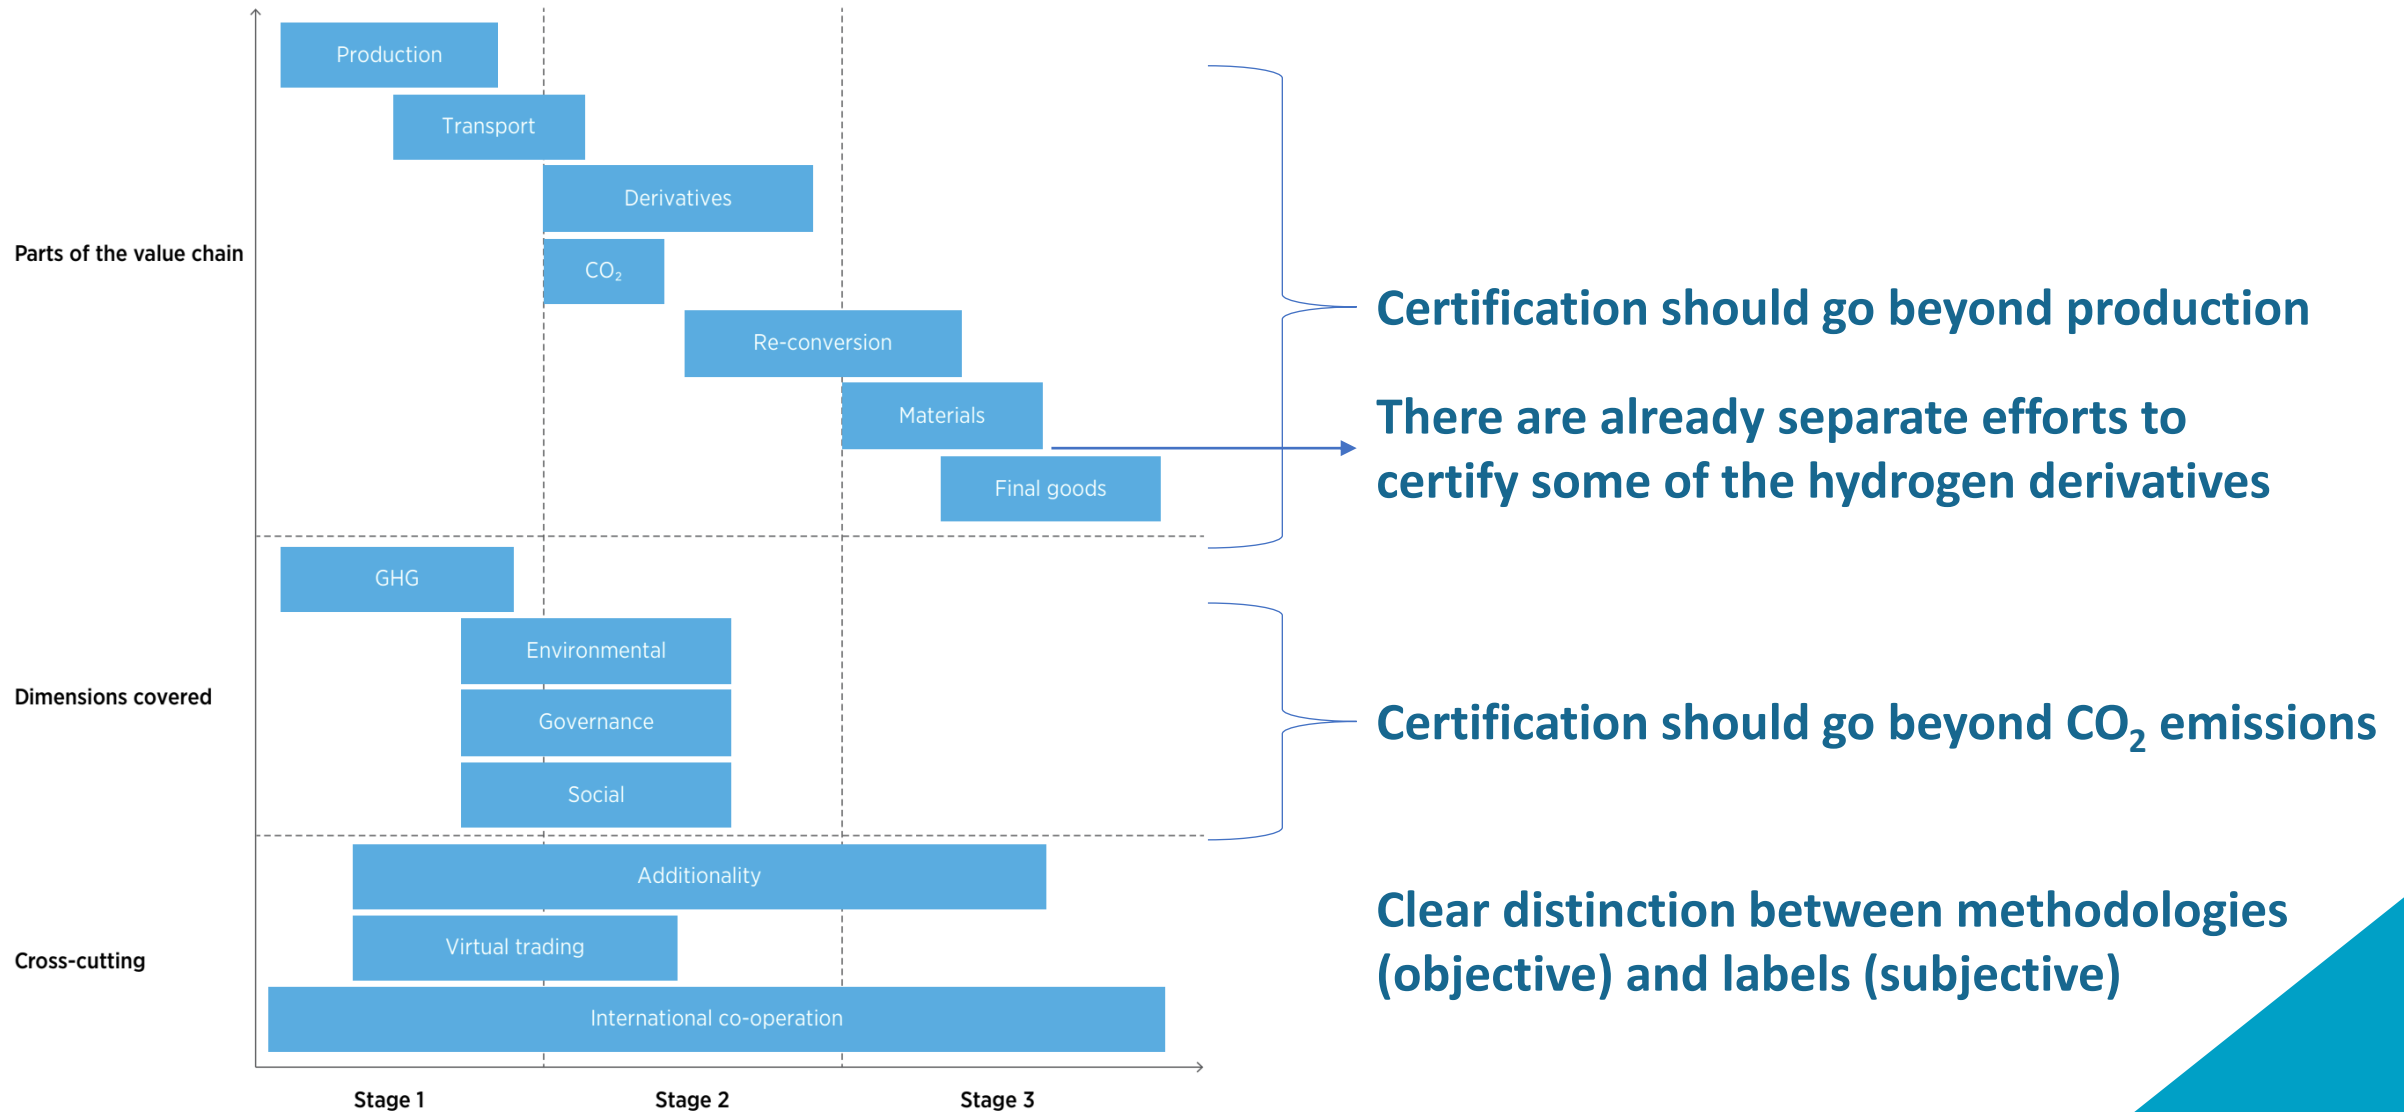 Production
Transport
Derivatives
Parts of the value chain
CO₂
Re-conversion
Materials
Final goods
Certification should go beyond production
There are already separate efforts to
certify some of the hydrogen derivatives
GHG
Environmental
Dimensions covered
Governance
Social
Certification should go beyond CO₂ emissions
Additionality
Virtual trading
Cross-cutting
International co-operation
Clear distinction between methodologies
(objective) and labels (subjective)
Stage 1
Stage 2
Stage 3